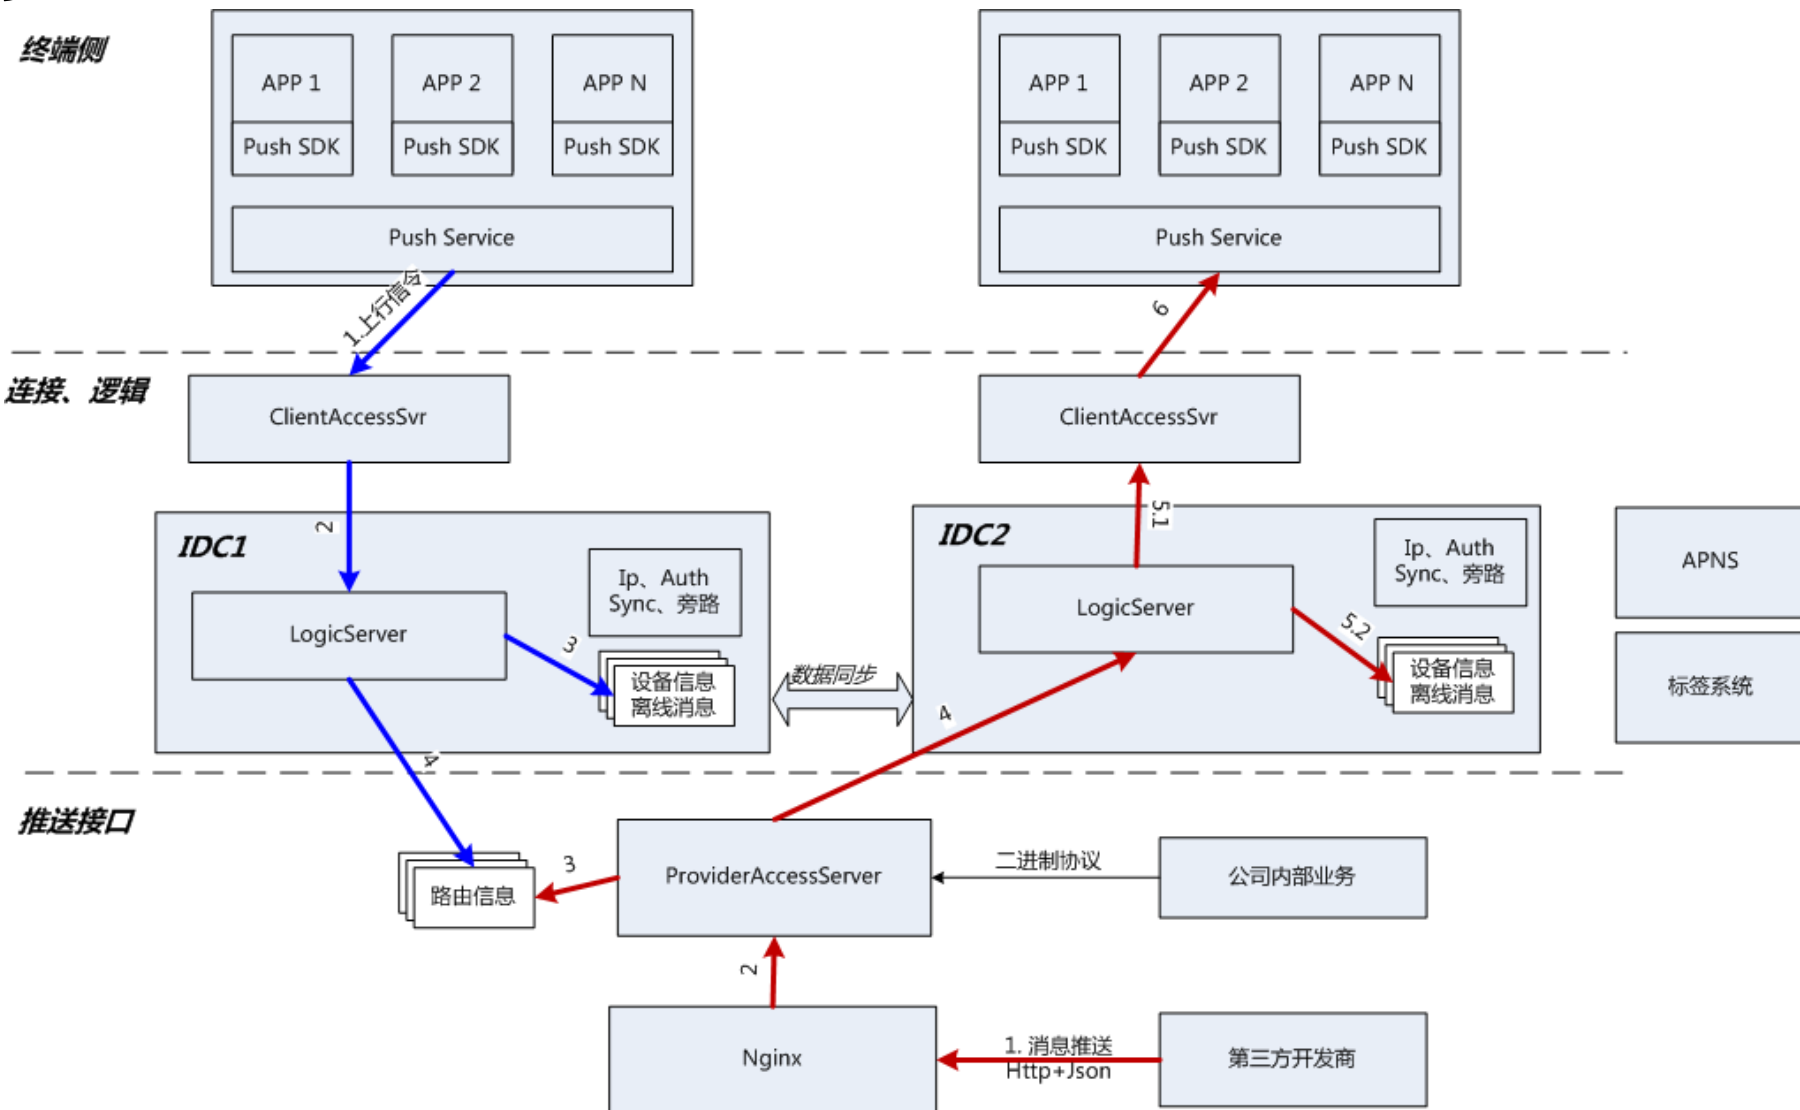 终端侧
APP 1
APP 2
APP N
Push SDK
Push SDK
Push SDK
Push Service
APP 1
APP 2
APP N
Push SDK
Push SDK
Push SDK
Push Service
1.上行信令
6
连接、逻辑
ClientAccessSvr
ClientAccessSvr
2
5.1
IDC1
Ip、Auth
Sync、旁路
LogicServer
3
设备信息
离线消息
4
数据同步
IDC2
Ip、Auth
Sync、旁路
LogicServer
5.2
设备信息
离线消息
4
APNS
标签系统
推送接口
路由信息
3
ProviderAccessServer
二进制协议
公司内部业务
2
Nginx
1. 消息推送
Http+Json
第三方开发商